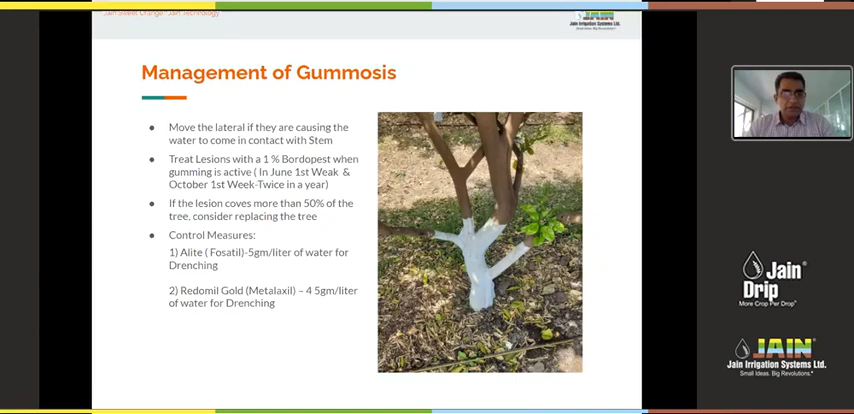 Jain Sweet Orange: Jain Technology
JAIN
Jain Irrigation Systems Ltd.
Small Ideas. Big Revolutions.®
Management of Gummosis
● Move the lateral if they are causing the
water to come in contact with Stem
● Treat Lesions with a 1 % Bordopest when
gumming is active ( In June 1st Weak &
October 1st Week-Twice in a year)
● If the lesion coves more than 50% of the
tree, consider replacing the tree
● Control Measures:
1) Alite ( Fosatil)-5gm/liter of water for
Drenching
2) Redomil Gold (Metalaxil) – 4 5gm/liter
of water for Drenching
Jain®
Drip
More Crop Per Drop®
JAIN®
Jain Irrigation Systems Ltd.
Small Ideas. Big Revolutions.®